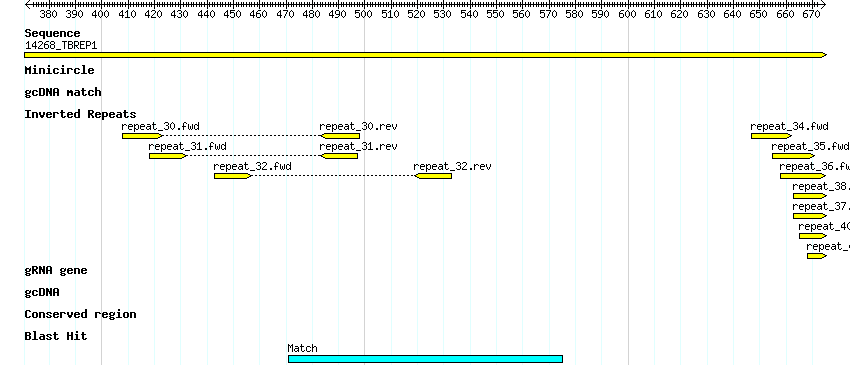 380 390 400 410 420 430 440 450 460 470 480 490 500 510 520 530 540 550 560 570 580 590 600 610 620 630 640 650 660 670
Sequence
14268_TBREP1
Minicircle
gcDNA match
Inverted Repeats
repeat_30.fwd repeat_30.rev repeat_34.fwd
repeat_31.fwd repeat_31.rev repeat_35.fwd
repeat_32.fwd repeat_32.rev repeat_36.fw
repeat_38.
repeat_37.
repeat_40
repeat_
gRNA gene
gcDNA
Conserved region
Blast Hit
Match